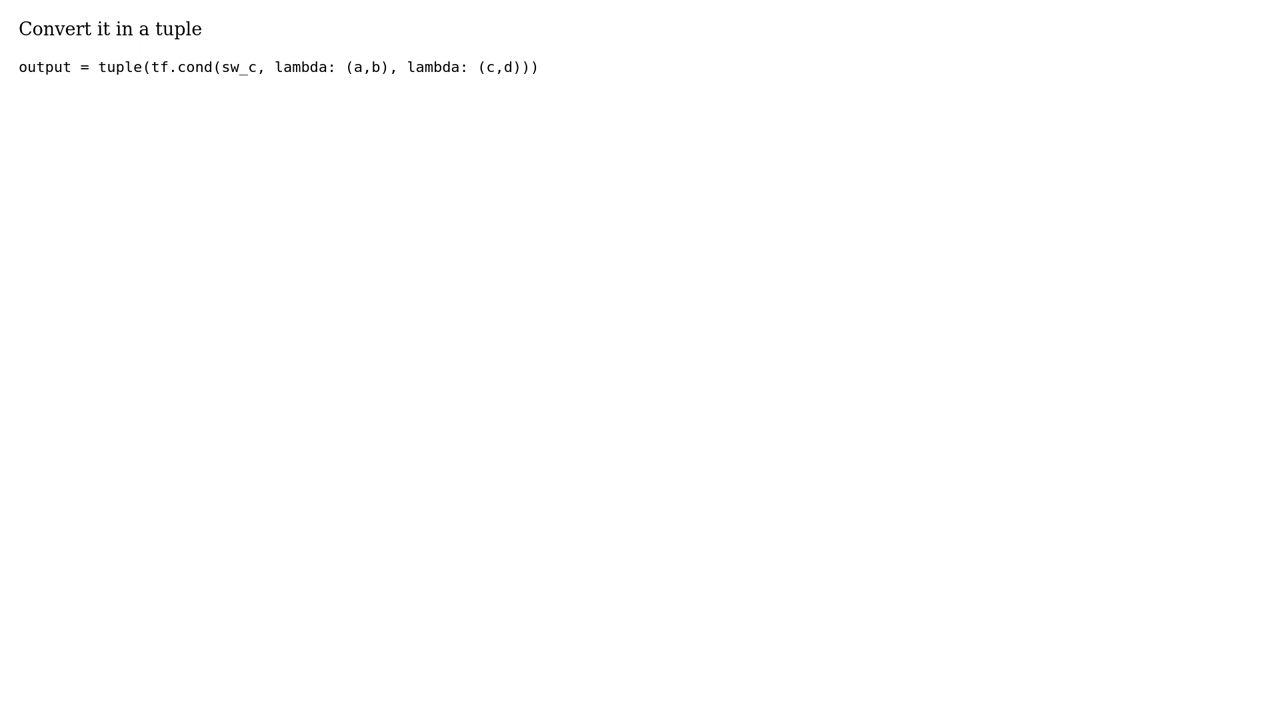 Convert it in a tuple
output = tuple(tf.cond(sw_c, lambda: (a,b), lambda: (c,d)))